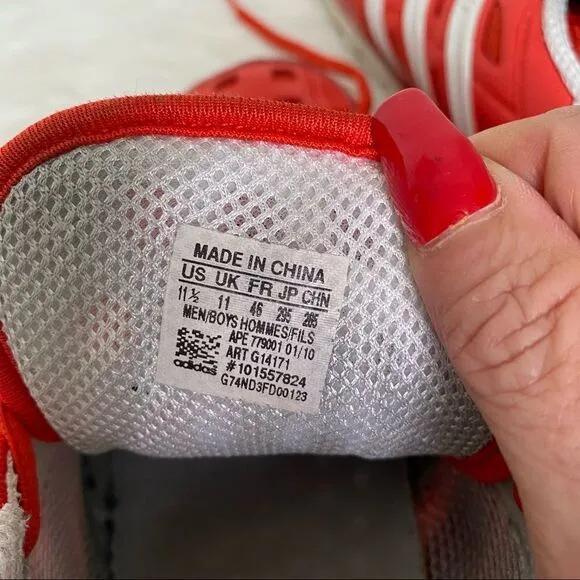 MADE IN CHINA
US UK FR JP CHN
11½ 11 46 295 285
MEN/BOYS HOMMES/FILS
APE 779001 01/10
ART G14171
#101557824
G74ND3FD00123
adidas